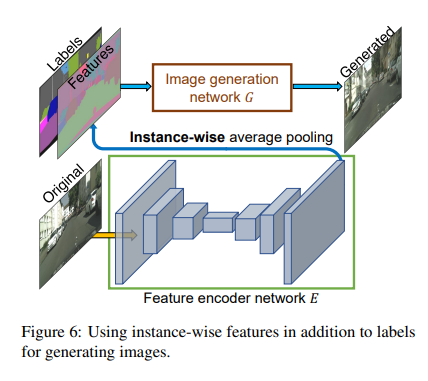 Labels
Features
Image generation
network G
Generated
Instance-wise average pooling
Original
Feature encoder network E
Figure 6: Using instance-wise features in addition to labels
for generating images.